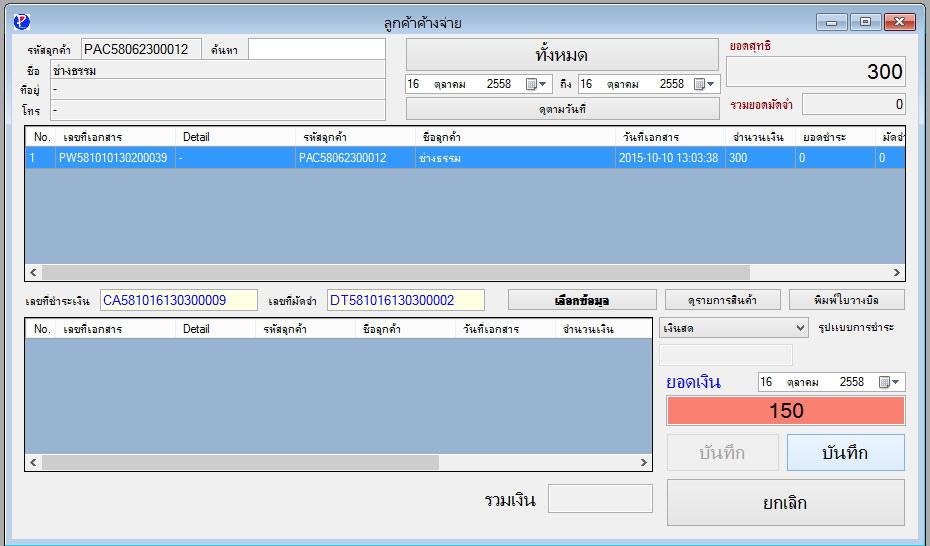 ลูกค้าค้างจ่าย
รหัสลูกค้า PAC58062300012 ค้นหา
ชื่อ ช่างธรรม
ที่อยู่ -
โทร -
ทั้งหมด
16 ตุลาคม 2558 ถึง 16 ตุลาคม 2558
ดูตามวันที่
ยอดสุทธิ
300
รวมยอดมัดจำ 0
No. เลขที่เอกสาร Detail รหัสลูกค้า ชื่อลูกค้า วันที่เอกสาร จำนวนเงิน ยอดชำระ มัดจำ
1 PW581010130200039 - PAC58062300012 ช่างธรรม 2015-10-10 13:03:38 300 0 0
เลขที่ชำระเงิน CA581016130300009 เลขที่มัดจำ DT581016130300002 เลือกข้อมูล ดูรายการสินค้า พิมพ์ใบวางบิล
No. เลขที่เอกสาร Detail รหัสลูกค้า ชื่อลูกค้า วันที่เอกสาร จำนวนเงิน
เงินสด รูปแบบการชำระ
ยอดเงิน 16 ตุลาคม 2558
150
บันทึก บันทึก
รวมเงิน
ยกเลิก